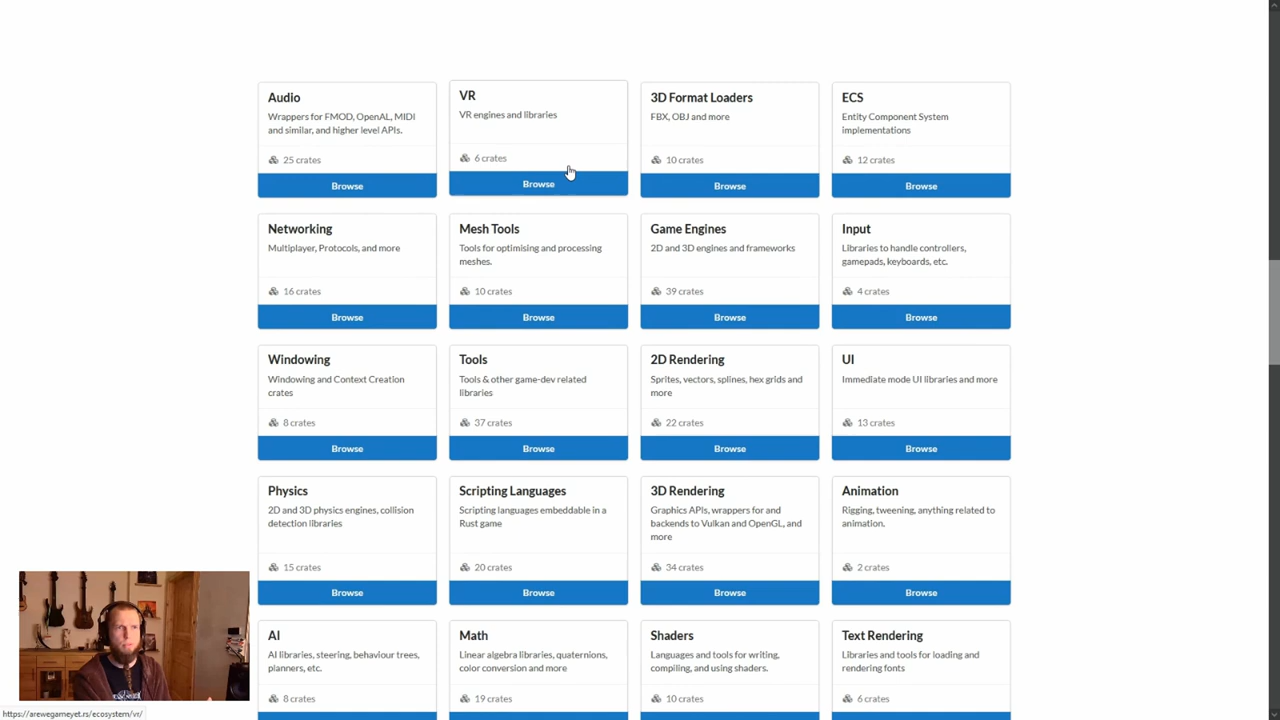 Audio
Wrappers for FMOD, OpenAL, MIDI
and similar, and higher level APIs.
25 crates
Browse
VR
VR engines and libraries
6 crates
Browse
3D Format Loaders
FBX, OBJ and more
10 crates
Browse
ECS
Entity Component System
implementations
12 crates
Browse
Networking
Multiplayer, Protocols, and more
16 crates
Browse
Mesh Tools
Tools for optimising and processing
meshes.
10 crates
Browse
Game Engines
2D and 3D engines and frameworks
39 crates
Browse
Input
Libraries to handle controllers,
gamepads, keyboards, etc.
4 crates
Browse
Windowing
Windowing and Context Creation
crates
8 crates
Browse
Tools
Tools & other game-dev related
libraries
37 crates
Browse
2D Rendering
Sprites, vectors, splines, hex grids and
more
22 crates
Browse
UI
Immediate mode UI libraries and more
13 crates
Browse
Physics
2D and 3D physics engines, collision
detection libraries
15 crates
Browse
Scripting Languages
Scripting languages embeddable in a
Rust game
20 crates
Browse
3D Rendering
Graphics APIs, wrappers for and
backends to Vulkan and OpenGL, and
more
34 crates
Browse
Animation
Rigging, tweening, anything related to
animation.
2 crates
Browse
AI
AI libraries, steering, behaviour trees,
planners, etc.
8 crates
Math
Linear algebra libraries, quaternions,
color conversion and more
19 crates
Shaders
Languages and tools for writing,
compiling, and using shaders.
10 crates
Text Rendering
Libraries and tools for loading and
rendering fonts
6 crates
https://arewegameyet.rs/ecosystem/vr/